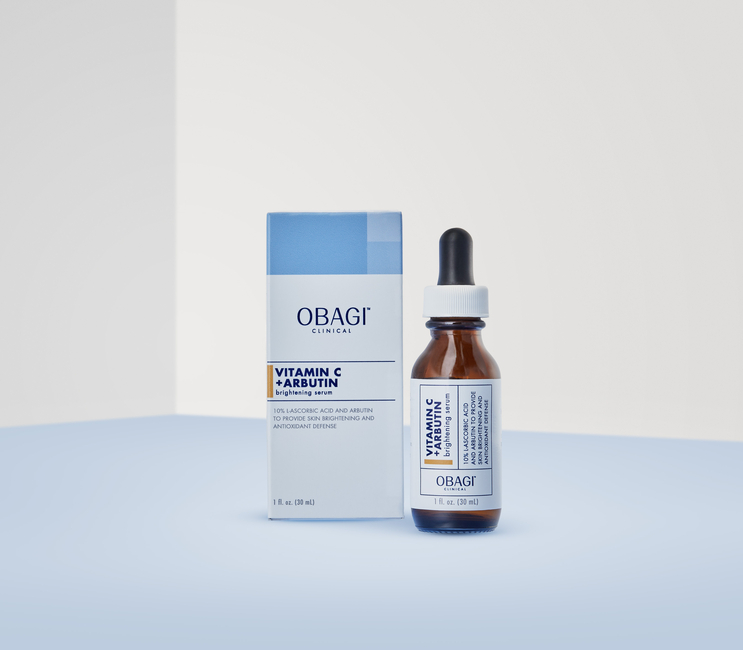 OBAGI™
CLINICAL
VITAMIN C
+ARBUTIN
brightening serum
10% L-ASCORBIC ACID AND ARBUTIN
TO PROVIDE SKIN BRIGHTENING AND
ANTIOXIDANT DEFENSE
1 fl. oz. (30 mL)
VITAMIN C
+ARBUTIN
brightening serum
10% L-ASCORBIC ACID
AND ARBUTIN TO PROVIDE
SKIN BRIGHTENING AND
ANTIOXIDANT DEFENSE
OBAGI
CLINICAL
1 fl. oz. (30 mL)